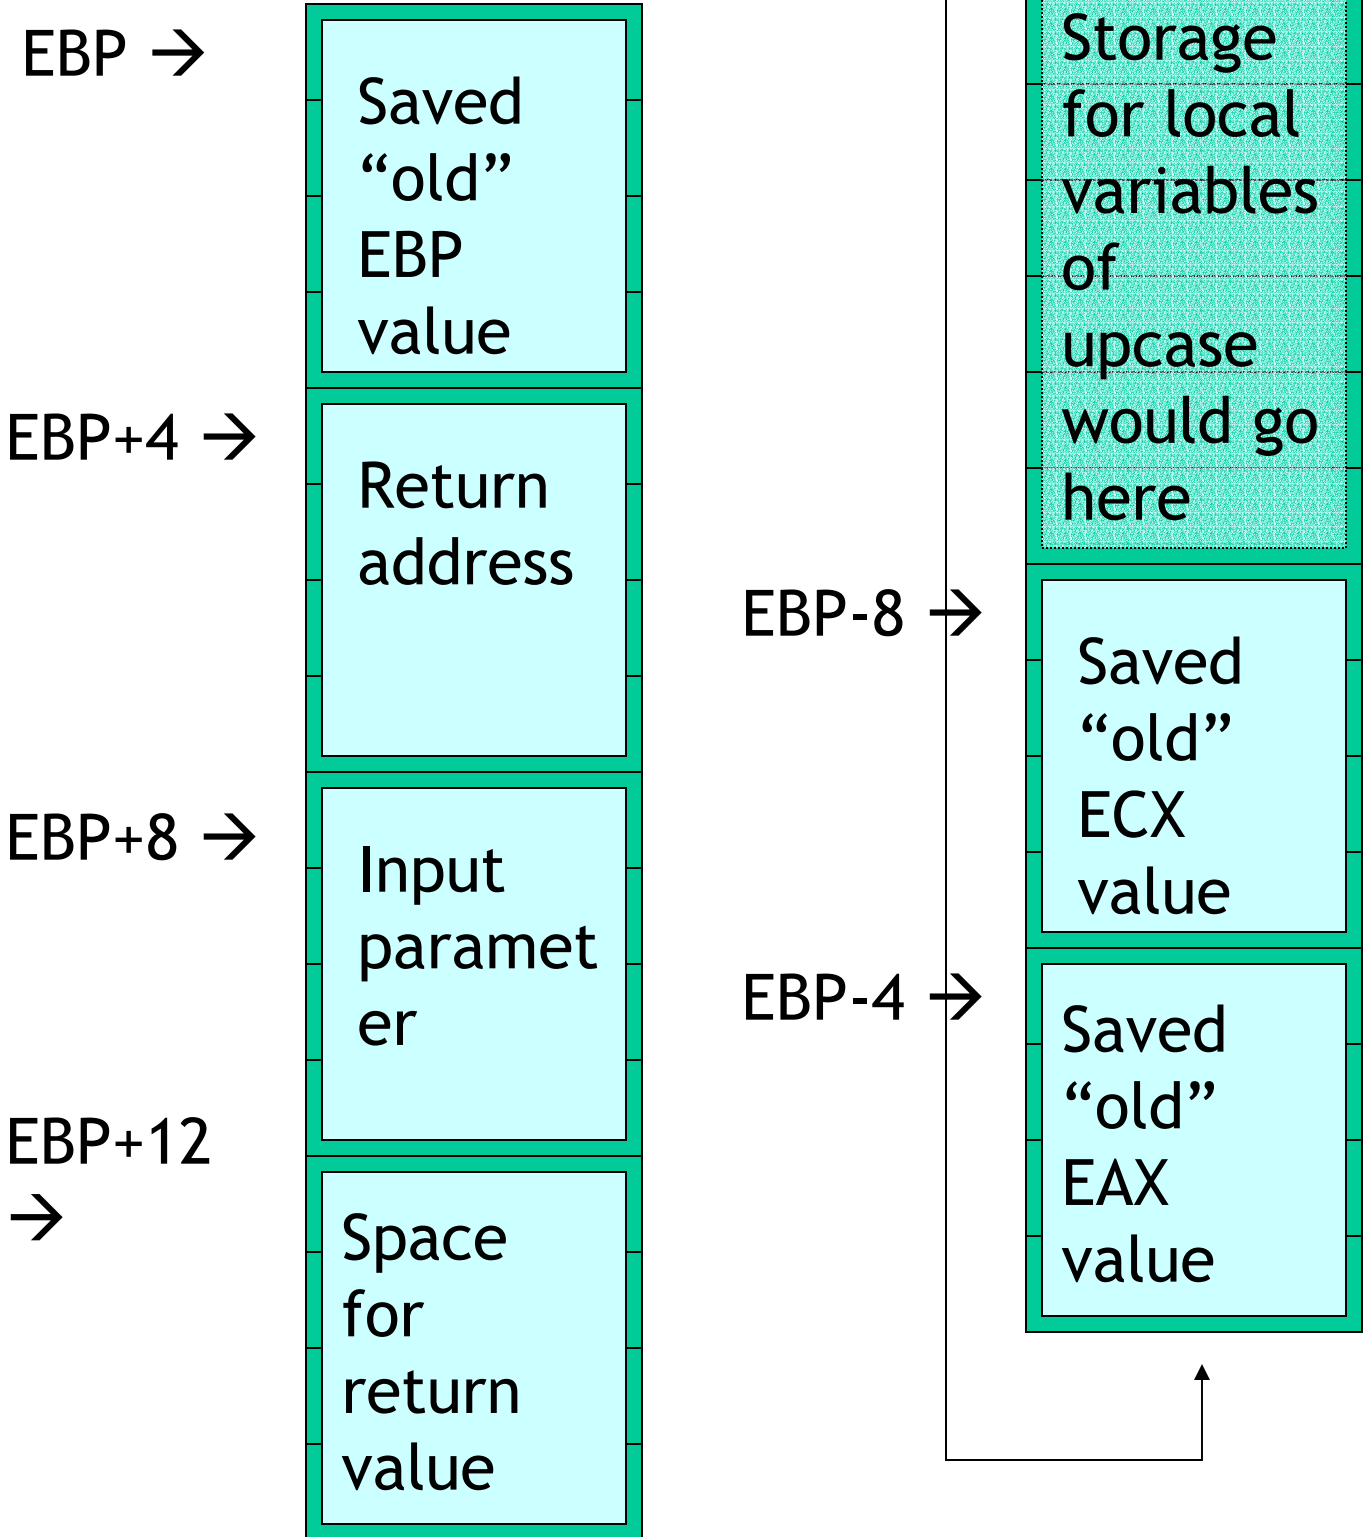 EBP →
Saved
“old”
EBP
value
EBP+4 →
Return
address
EBP+8 →
Input
paramet
er
EBP+12
→
Space
for
return
value
Storage
for local
variables
of
upcase
would go
here
EBP-8 →
Saved
“old”
ECX
value
EBP-4 →
Saved
“old”
EAX
value